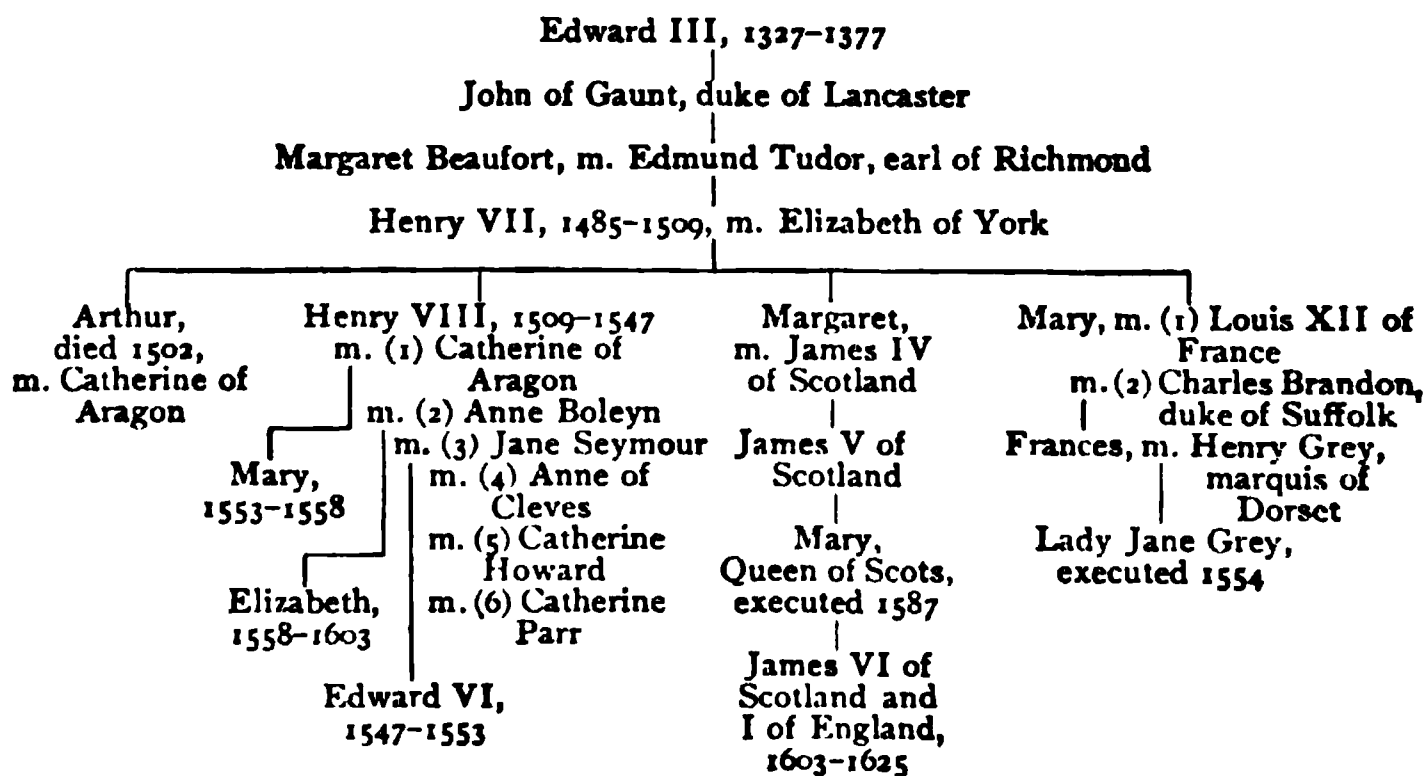 Edward III, 1327–1377
John of Gaunt, duke of Lancaster
Margaret Beaufort, m. Edmund Tudor, earl of Richmond
Henry VII, 1485–1509, m. Elizabeth of York
Arthur,
died 1502,
m. Catherine of
Aragon
Henry VIII, 1509–1547
m. (1) Catherine of
Aragon
m. (2) Anne Boleyn
m. (3) Jane Seymour
m. (4) Anne of
Cleves
m. (5) Catherine
Howard
m. (6) Catherine
Parr
Mary,
1553–1558
Elizabeth,
1558–1603
Edward VI,
1547–1553
Margaret,
m. James IV
of Scotland
James V of
Scotland
Mary,
Queen of Scots,
executed 1587
James VI of
Scotland and
I of England,
1603–1625
Mary, m. (1) Louis XII of
France
m. (2) Charles Brandon,
duke of Suffolk
Frances, m. Henry Grey,
marquis of
Dorset
Lady Jane Grey,
executed 1554